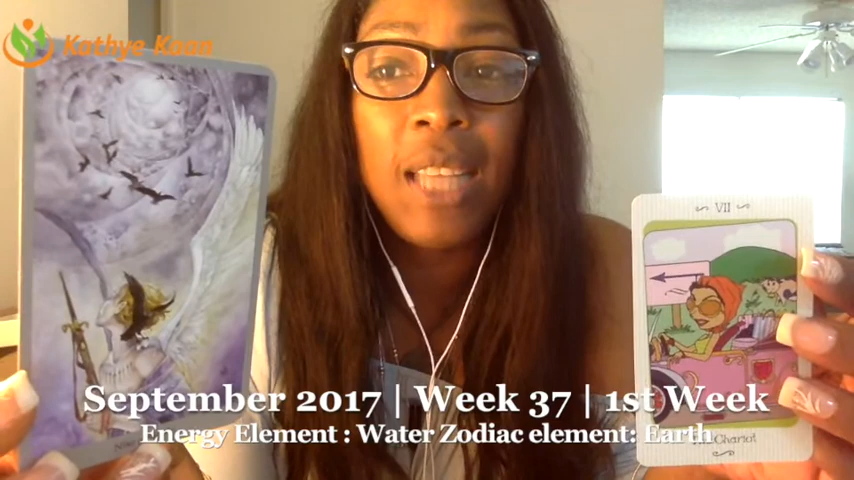 Kathye Kaan
~ VII ~
September 2017 | Week 37 | 1st Week
Energy Element : Water Zodiac element: Earth
Chariot